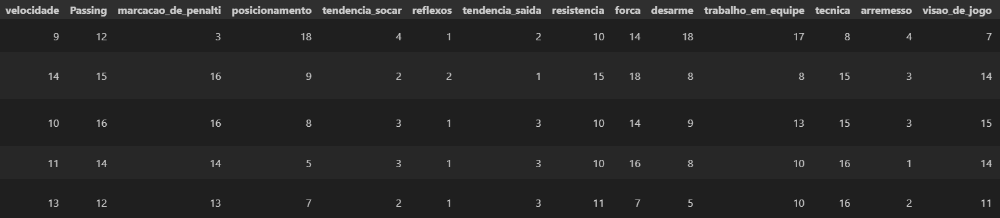 velocidade Passing marcacao_de_penalti posicionamento tendencia_socar reflexos tendencia_saida resistencia forca desarme trabalho_em_equipe tecnica arremesso visao_de_jogo
9 12 3 18 4 1 2 10 14 18 17 8 4 7
14 15 16 9 2 2 1 15 18 8 8 15 3 14
10 16 16 8 3 1 3 10 14 9 13 15 3 15
11 14 14 5 3 1 3 10 16 8 10 16 1 14
13 12 13 7 2 1 3 11 7 5 10 16 2 11